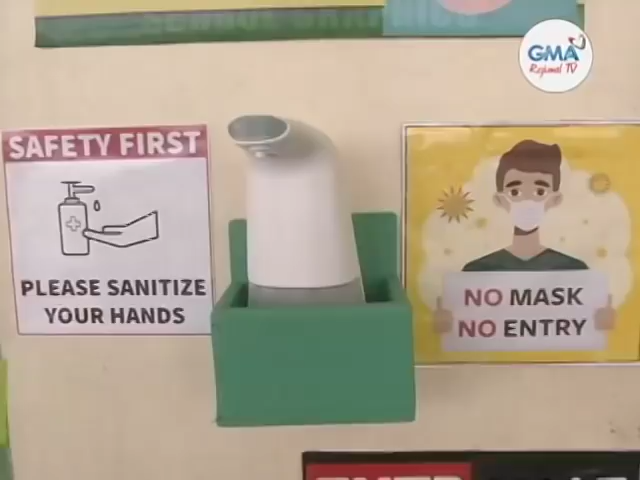 GMA
Regional TV
SAFETY FIRST
PLEASE SANITIZE
YOUR HANDS
NO MASK
NO ENTRY